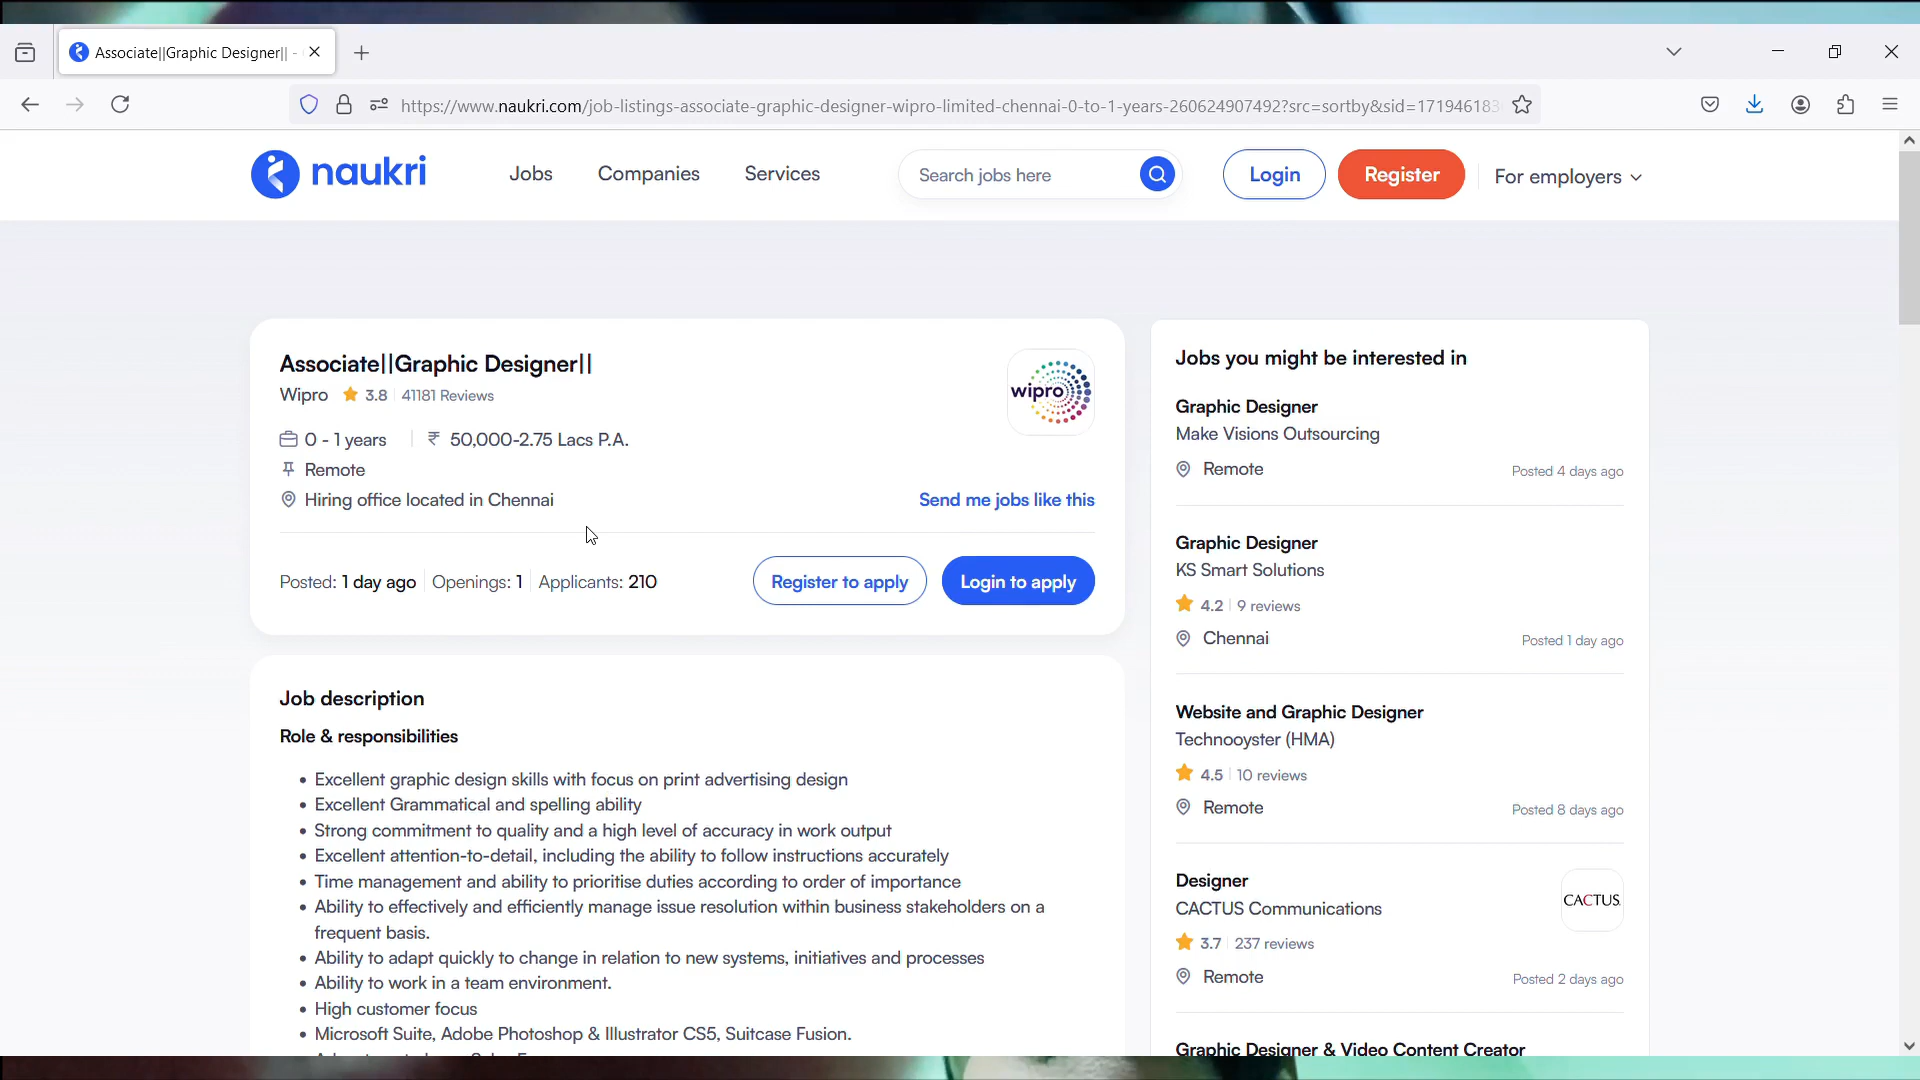 Associate||Graphic Designer|| -
https://www.naukri.com/job-listings-associate-graphic-designer-wipro-limited-chennai-0-to-1-years-260624907492?src=sortby&sid=171946183
naukri
Jobs
Companies
Services
Search jobs here
Login
Register
For employers
Associate||Graphic Designer||
Wipro 3.8 41181 Reviews
wipro
0 - 1 years ₹ 50,000-2.75 Lacs P.A.
Remote
Hiring office located in Chennai
Send me jobs like this
Posted: 1 day ago Openings: 1 Applicants: 210
Register to apply
Login to apply
Job description
Role & responsibilities
• Excellent graphic design skills with focus on print advertising design
• Excellent Grammatical and spelling ability
• Strong commitment to quality and a high level of accuracy in work output
• Excellent attention-to-detail, including the ability to follow instructions accurately
• Time management and ability to prioritise duties according to order of importance
• Ability to effectively and efficiently manage issue resolution within business stakeholders on a
frequent basis.
• Ability to adapt quickly to change in relation to new systems, initiatives and processes
• Ability to work in a team environment.
• High customer focus
• Microsoft Suite, Adobe Photoshop & Illustrator CS5, Suitcase Fusion.
Jobs you might be interested in
Graphic Designer
Make Visions Outsourcing
Remote
Posted 4 days ago
Graphic Designer
KS Smart Solutions
4.2 9 reviews
Chennai
Posted 1 day ago
Website and Graphic Designer
Technooyster (HMA)
4.5 10 reviews
Remote
Posted 8 days ago
Designer
CACTUS Communications
CACTUS
3.7 237 reviews
Remote
Posted 2 days ago
Graphic Designer & Video Content Creator